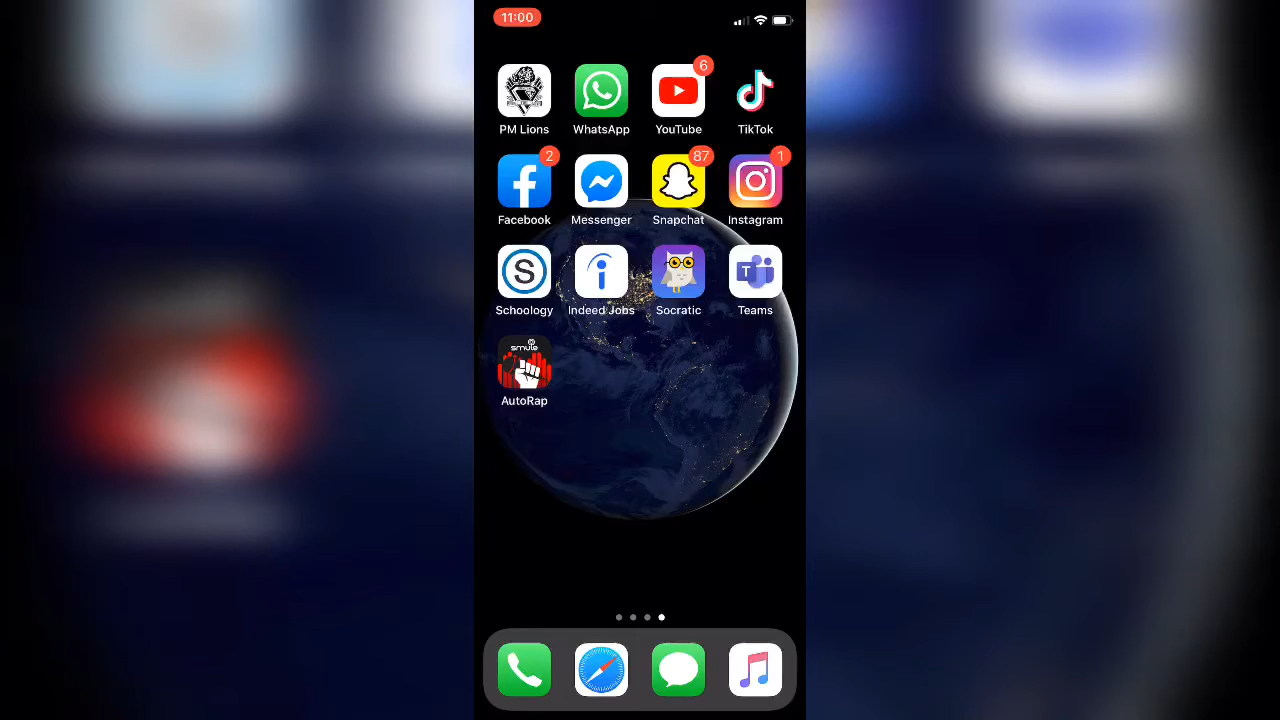 11:00
6
PM Lions WhatsApp YouTube TikTok
2 87 1
Facebook Messenger Snapchat Instagram
S T
Schoology Indeed Jobs Socratic Teams
smule
AutoRap